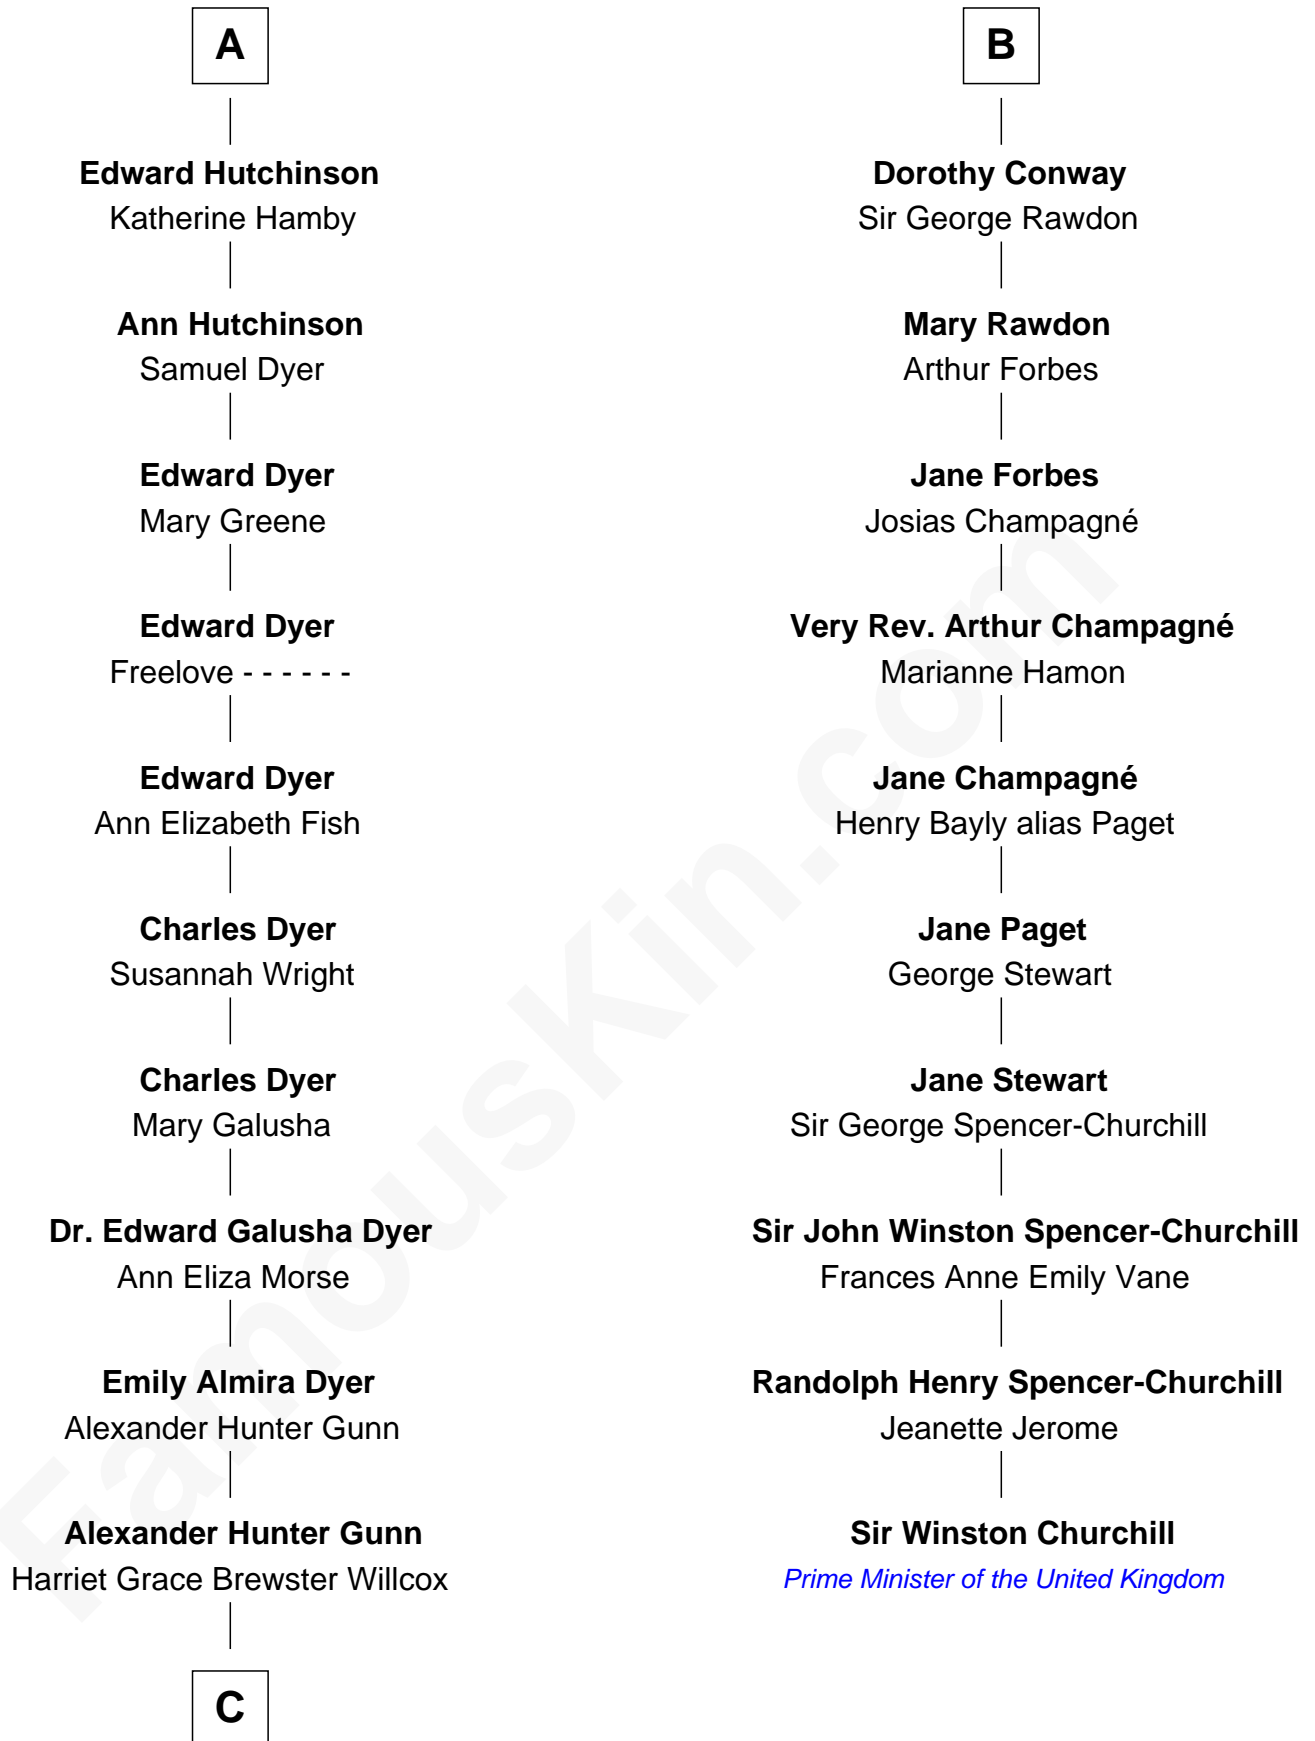 A
Edward Hutchinson
Katherine Hamby
Ann Hutchinson
Samuel Dyer
Edward Dyer
Mary Greene
Edward Dyer
Freelove - - - - - -
Edward Dyer
Ann Elizabeth Fish
Charles Dyer
Susannah Wright
Charles Dyer
Mary Galusha
Dr. Edward Galusha Dyer
Ann Eliza Morse
Emily Almira Dyer
Alexander Hunter Gunn
Alexander Hunter Gunn
Harriet Grace Brewster Willcox
C
B
Dorothy Conway
Sir George Rawdon
Mary Rawdon
Arthur Forbes
Jane Forbes
Josias Champagné
Very Rev. Arthur Champagné
Marianne Hamon
Jane Champagné
Henry Bayly alias Paget
Jane Paget
George Stewart
Jane Stewart
Sir George Spencer-Churchill
Sir John Winston Spencer-Churchill
Frances Anne Emily Vane
Randolph Henry Spencer-Churchill
Jeanette Jerome
Sir Winston Churchill
Prime Minister of the United Kingdom
FamousKin.com